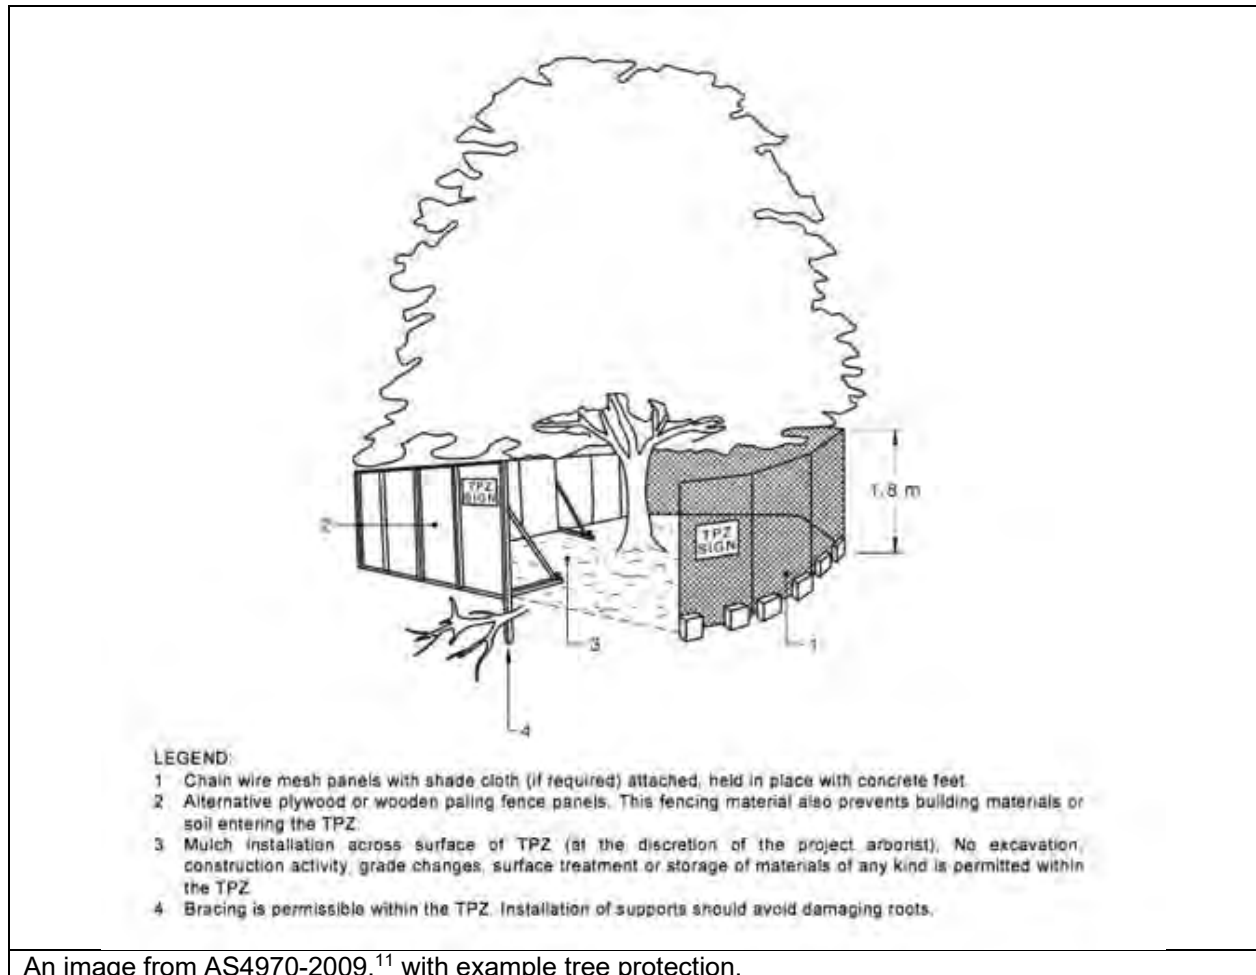 TPZ
SIGN
TPZ
SIGN
1.8 m
2
3
1
4
LEGEND:
1 Chain wire mesh panels with shade cloth (if required) attached, held in place with concrete feet.
2 Alternative plywood or wooden paling fence panels. This fencing material also prevents building materials or
soil entering the TPZ.
3 Mulch installation across surface of TPZ (at the discretion of the project arborist). No excavation,
construction activity, grade changes, surface treatment or storage of materials of any kind is permitted within
the TPZ.
4 Bracing is permissible within the TPZ. Installation of supports should avoid damaging roots.
An image from AS4970-2009,¹¹ with example tree protection.